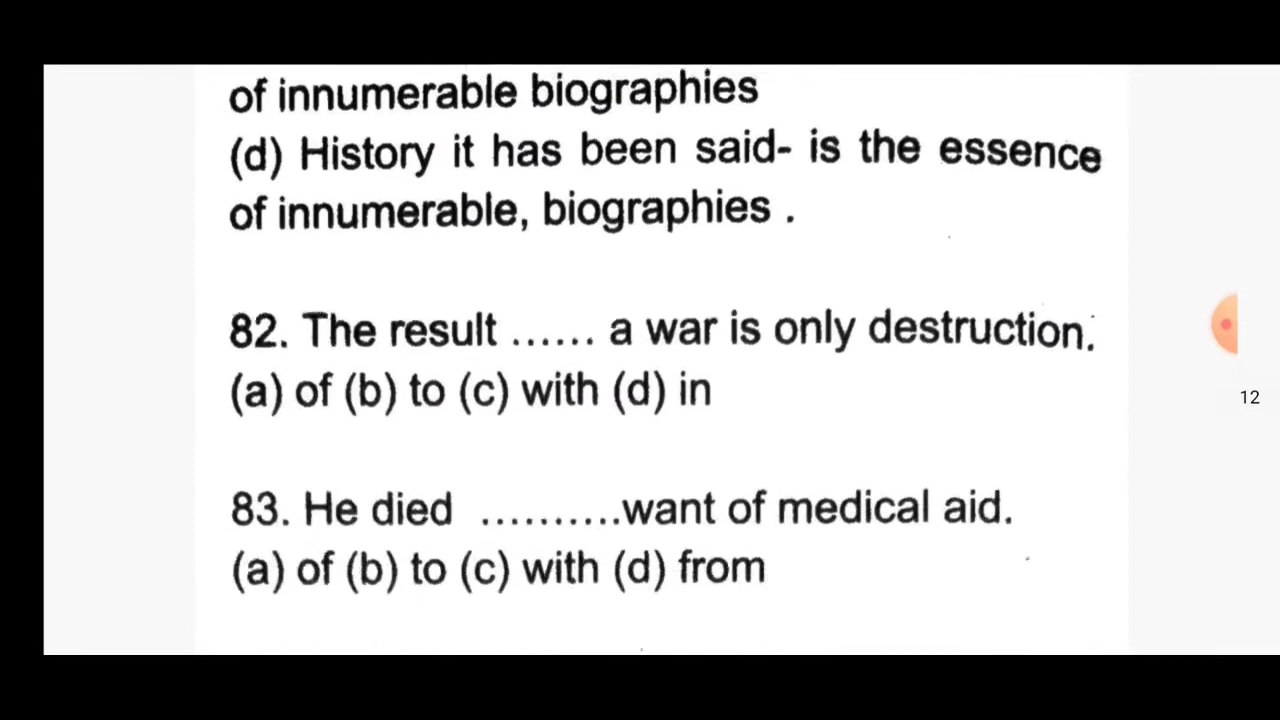 of innumerable biographies
(d) History it has been said- is the essence
of innumerable, biographies .
82. The result ...... a war is only destruction.
(a) of (b) to (c) with (d) in
12
83. He died ..........want of medical aid.
(a) of (b) to (c) with (d) from